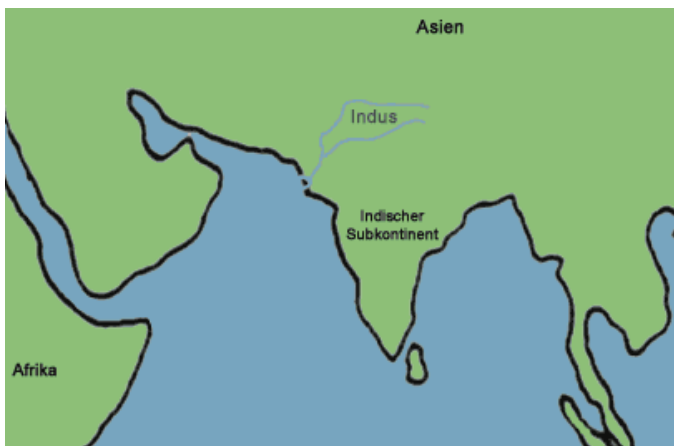 Asien
Indus
Indischer
Subkontinent
Afrika